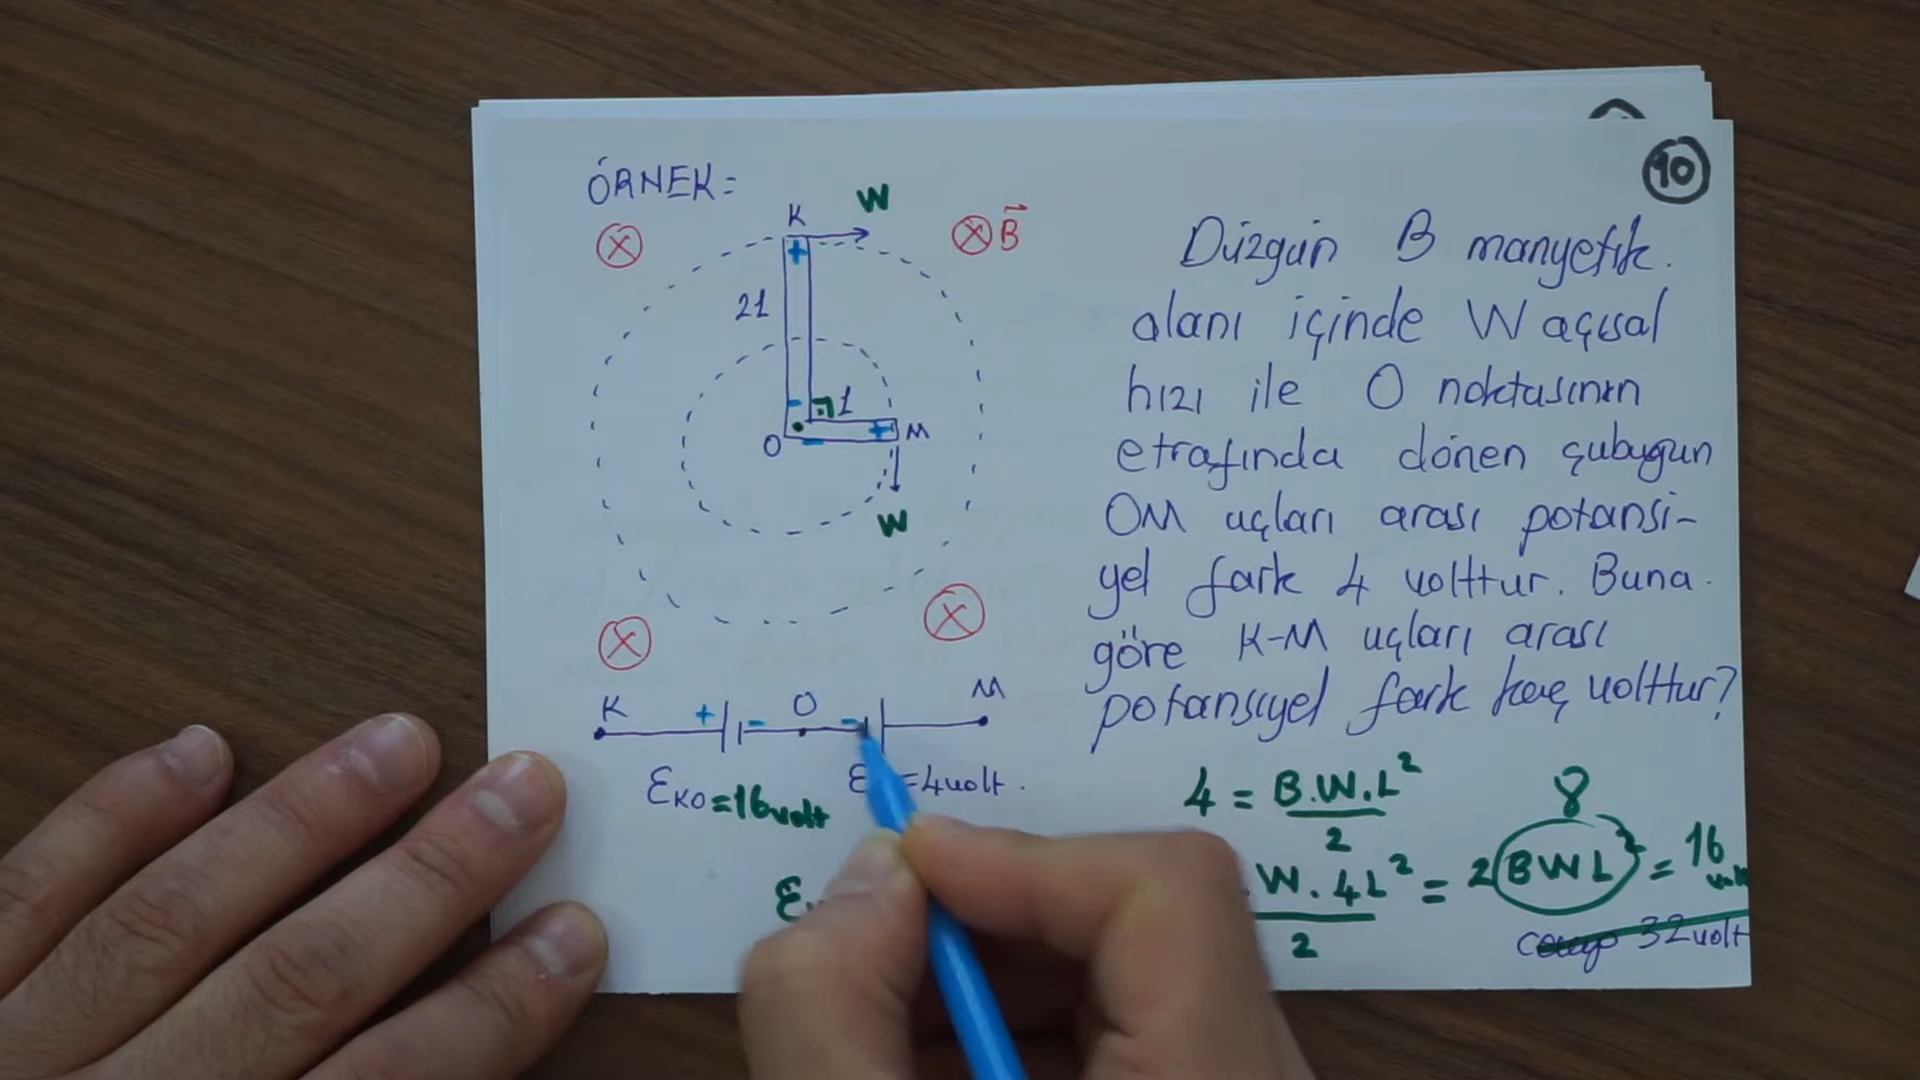 ÖRNEK=
10
K
W
B
2l
l
O
M
W
Düzgün B manyetik
alanı içinde W açısal
hızı ile O noktasının
etrafında dönen çubuğun
OM uçları arası potansi-
yel fark 4 volttur. Buna
göre K-M uçları arası
potansiyel fark kaç volttur?
K + - O - M
εKO=16volt
ε =4volt.
4 = B.W.L²/2
.W.4L²/2 = 2BWL² = 16
8
32volt